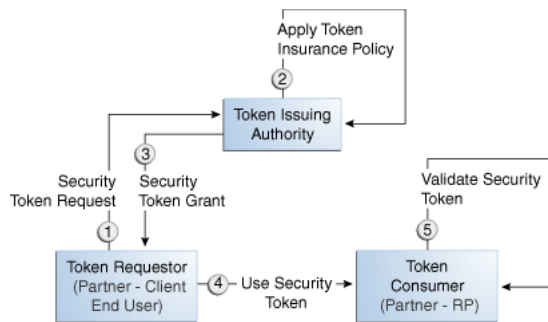 Apply Token
Insurance Policy
2
Token Issuing
Authority
3
Security
Token Request
Security
Token Grant
Validate Security
Token
1
5
Token Requestor
(Partner - Client
End User)
4
Use Security
Token
Token
Consumer
(Partner - RP)